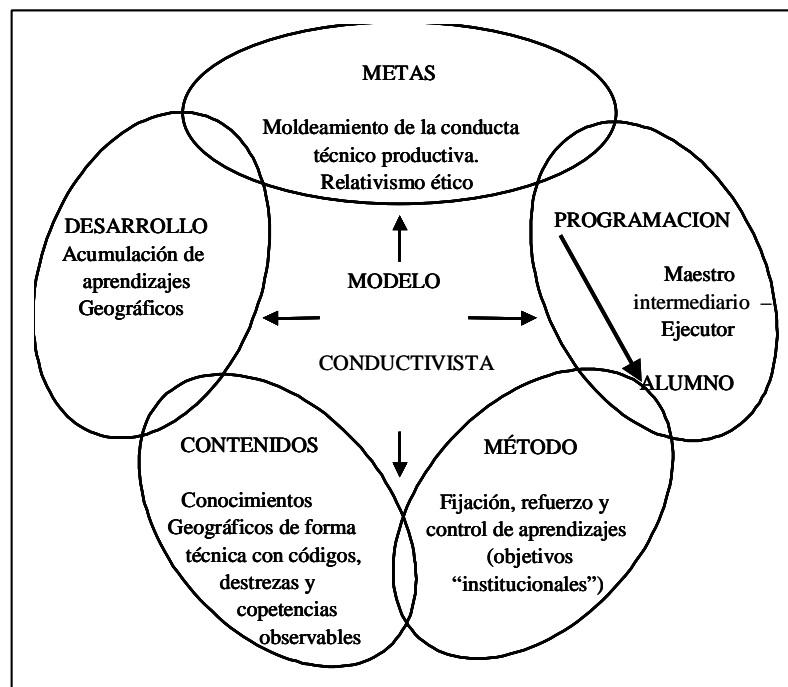 METAS
Moldeamiento de la conducta
técnico productiva.
Relativismo ético
DESARROLLO
Acumulación de
aprendizajes
Geográficos
PROGRAMACION
Maestro
intermediario –
Ejecutor
ALUMNO
MODELO
CONDUCTIVISTA
CONTENIDOS
Conocimientos
Geográficos de forma
técnica con códigos,
destrezas y
copetencias
observables
MÉTODO
Fijación, refuerzo y
control de aprendizajes
(objetivos
“institucionales”)